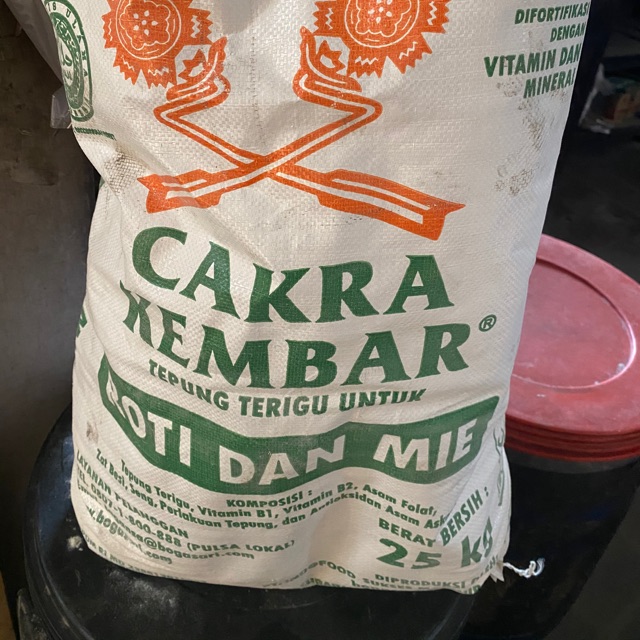 DIFORTIFIKASI
DENGAN
VITAMIN DAN
MINERAL
CAKRA
KEMBAR®
TEPUNG TERIGU UNTUK
ROTI DAN MIE
KOMPOSISI :
Tepung Terigu, Vitamin B1, Vitamin B2, Asam Folat,
Zat Besi, Seng, Perlakuan Tepung, dan Antioksidan Asam
PELANGGAN
-800-888 (PULSA LOKAL)
BERAT BERSIH :
25 kg
DIPRODUKSI